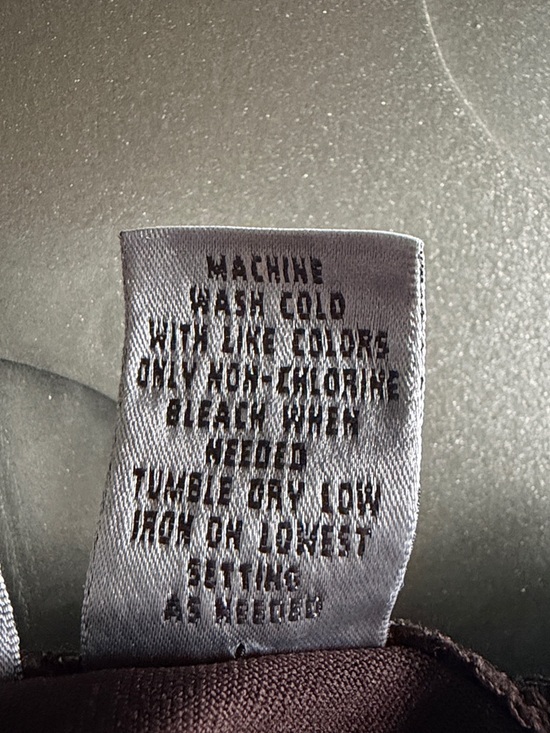 MACHINE
WASH COLD
WITH LIKE COLORS
ONLY NON-CHLORINE
BLEACH WHEN
NEEDED
TUMBLE DRY LOW
IRON ON LOWEST
SETTING
AS NEEDED